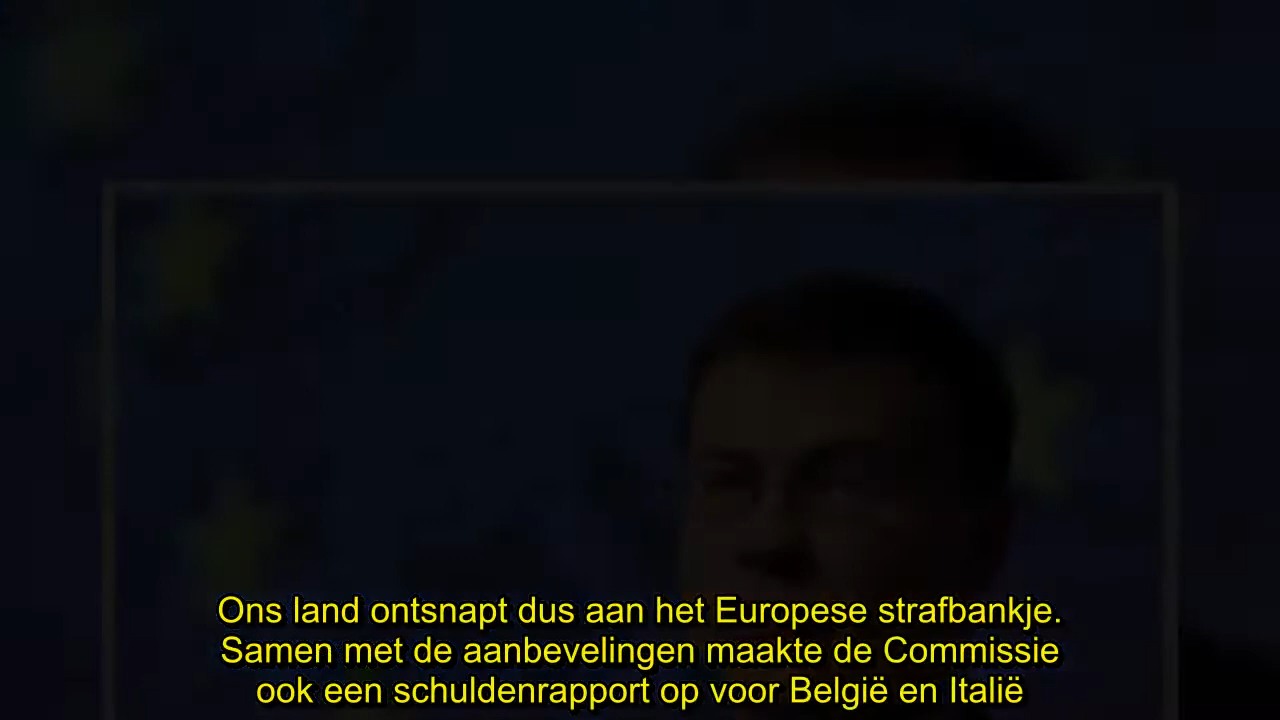 Ons land ontsnapt dus aan het Europese strafbankje.
Samen met de aanbevelingen maakte de Commissie
ook een schuldenrapport op voor België en Italië